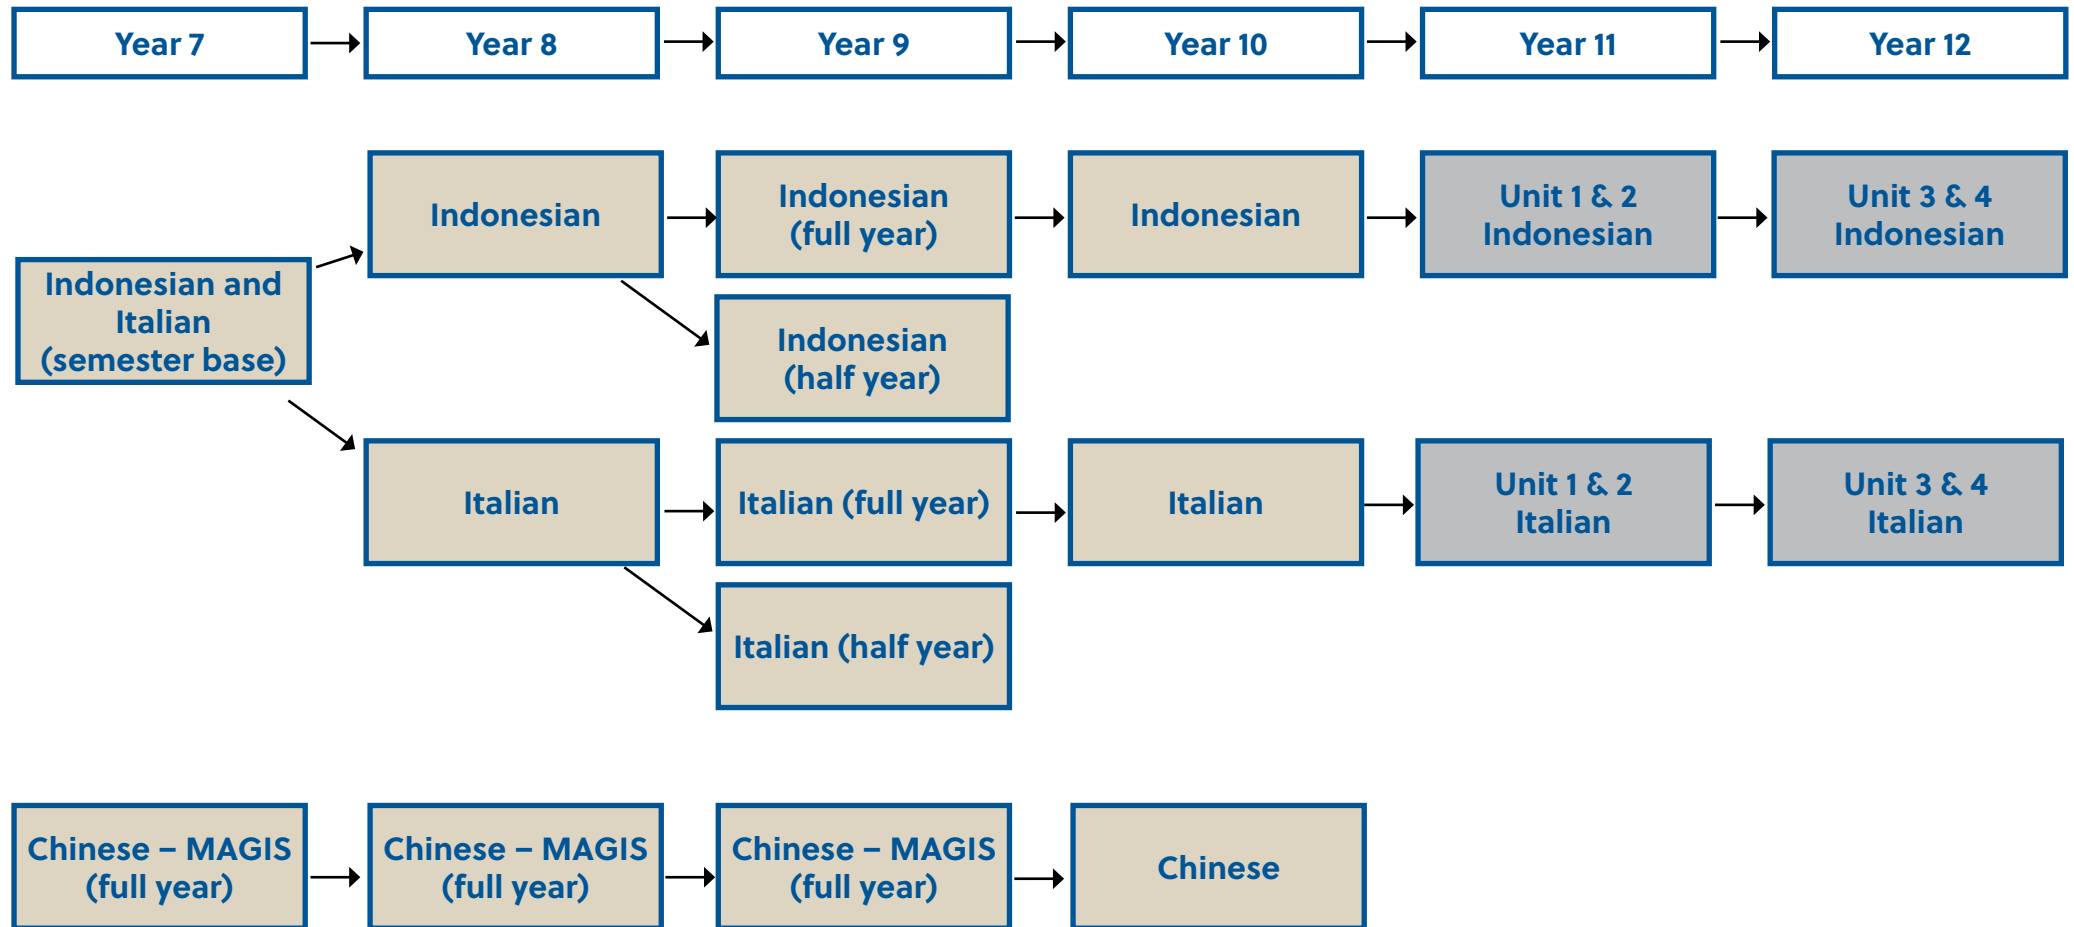 Year 7
Year 8
Year 9
Year 10
Year 11
Year 12
Indonesian and
Italian
(semester base)
Indonesian
Indonesian
(full year)
Indonesian
Unit 1 & 2
Indonesian
Unit 3 & 4
Indonesian
Indonesian
(half year)
Italian
Italian (full year)
Italian
Unit 1 & 2
Italian
Unit 3 & 4
Italian
Italian (half year)
Chinese – MAGIS
(full year)
Chinese – MAGIS
(full year)
Chinese – MAGIS
(full year)
Chinese